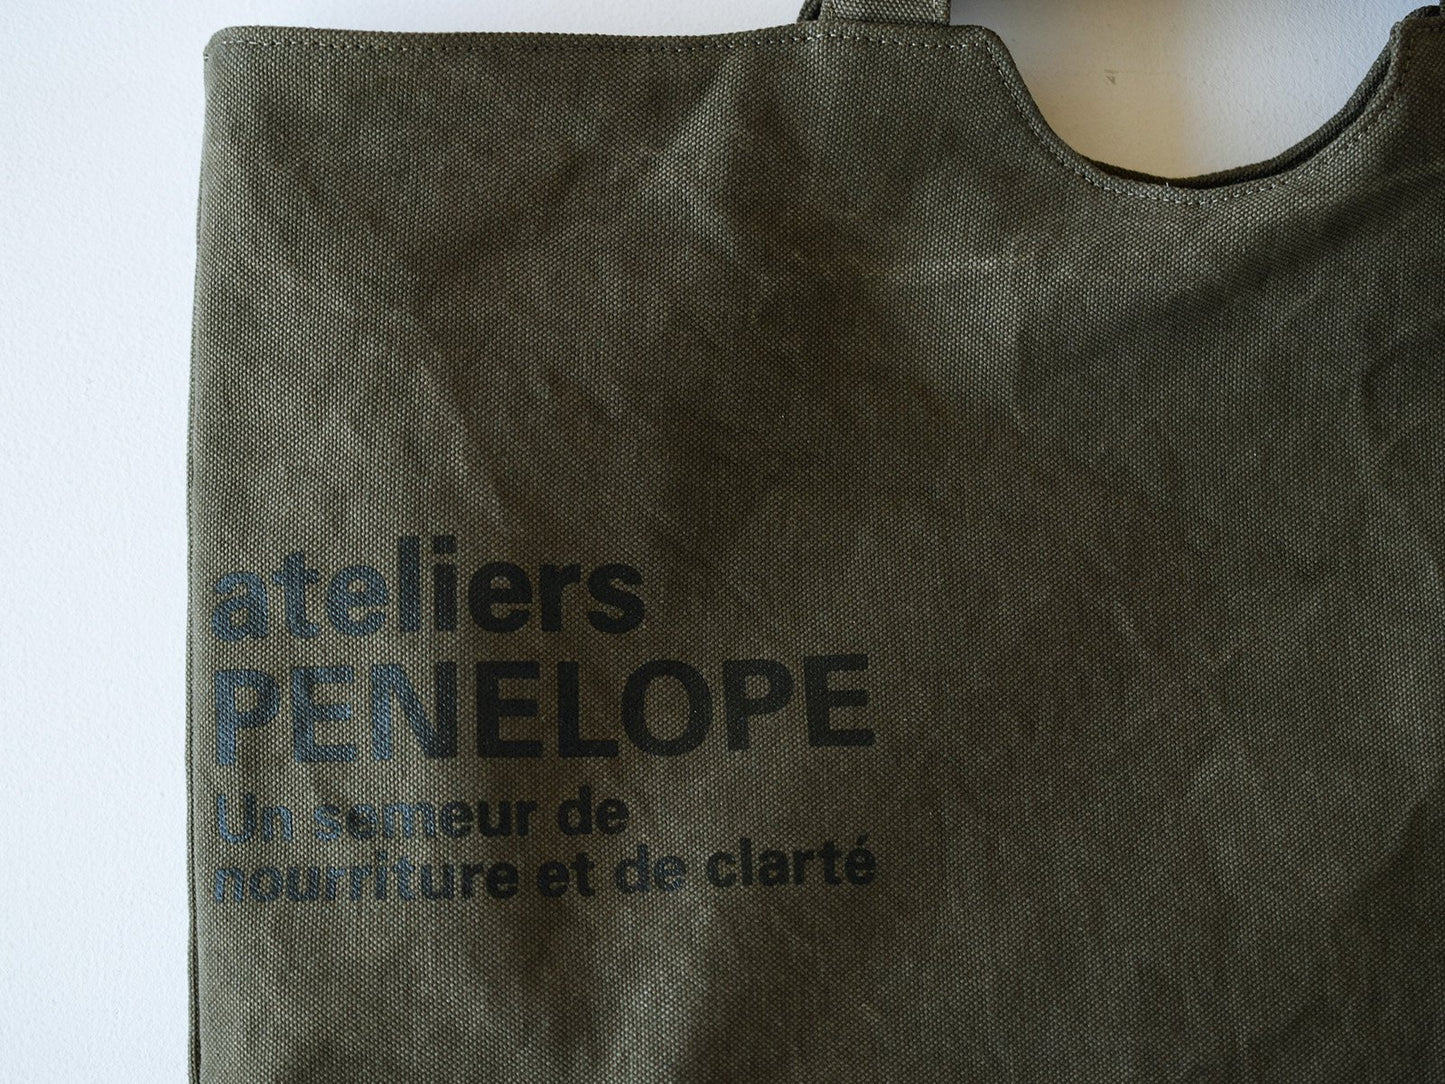 ateliers
PENELOPE
Un semeur de
nourriture et de clarté